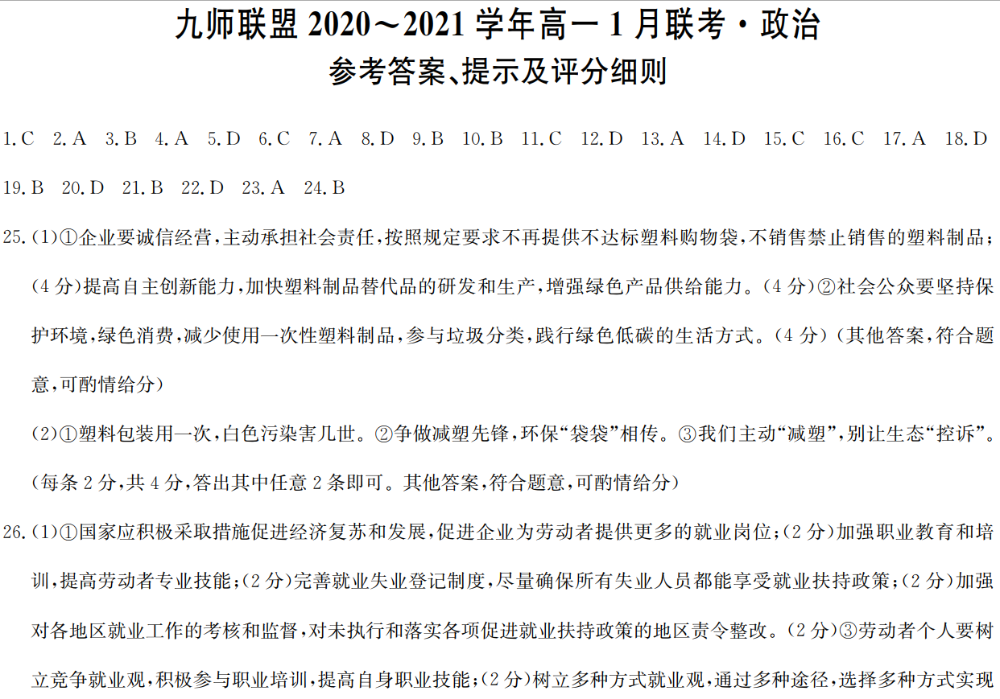 九师联盟 2020～2021 学年高一 1 月联考·政治
参考答案、提示及评分细则
1. C 2. A 3. B 4. A 5. D 6. C 7. A 8. D 9. B 10. B 11. C 12. D 13. A 14. D 15. C 16. C 17. A 18. D
19. B 20. D 21. B 22. D 23. A 24. B
25. (1)①企业要诚信经营,主动承担社会责任,按照规定要求不再提供不达标塑料购物袋,不销售禁止销售的塑料制品;
(4 分)提高自主创新能力,加快塑料制品替代品的研发和生产,增强绿色产品供给能力。(4 分)②社会公众要坚持保
护环境,绿色消费,减少使用一次性塑料制品,参与垃圾分类,践行绿色低碳的生活方式。(4 分)(其他答案,符合题
意,可酌情给分)
(2)①塑料包装用一次,白色污染害几世。②争做减塑先锋,环保“袋袋”相传。③我们主动“减塑”,别让生态“控诉”。
(每条 2 分,共 4 分,答出其中任意 2 条即可。其他答案,符合题意,可酌情给分)
26. (1)①国家应积极采取措施促进经济复苏和发展,促进企业为劳动者提供更多的就业岗位;(2 分)加强职业教育和培
训,提高劳动者专业技能;(2 分)完善就业失业登记制度,尽量确保所有失业人员都能享受就业扶持政策;(2 分)加强
对各地区就业工作的考核和监督,对未执行和落实各项促进就业扶持政策的地区责令整改。(2 分)③劳动者个人要树
立竞争就业观,积极参与职业培训,提高自身职业技能;(2 分)树立多种方式就业观,通过多种途径,选择多种方式实现